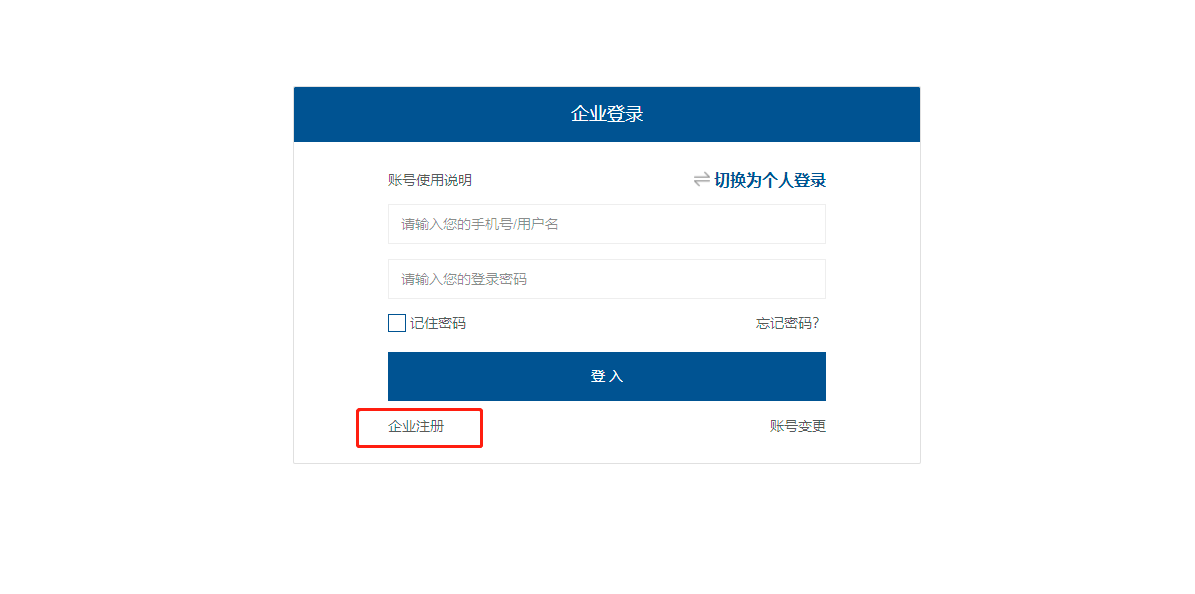 企业登录
账号使用说明 ⇌ 切换为个人登录
请输入您的手机号/用户名
请输入您的登录密码
记住密码 忘记密码?
登 入
企业注册 账号变更